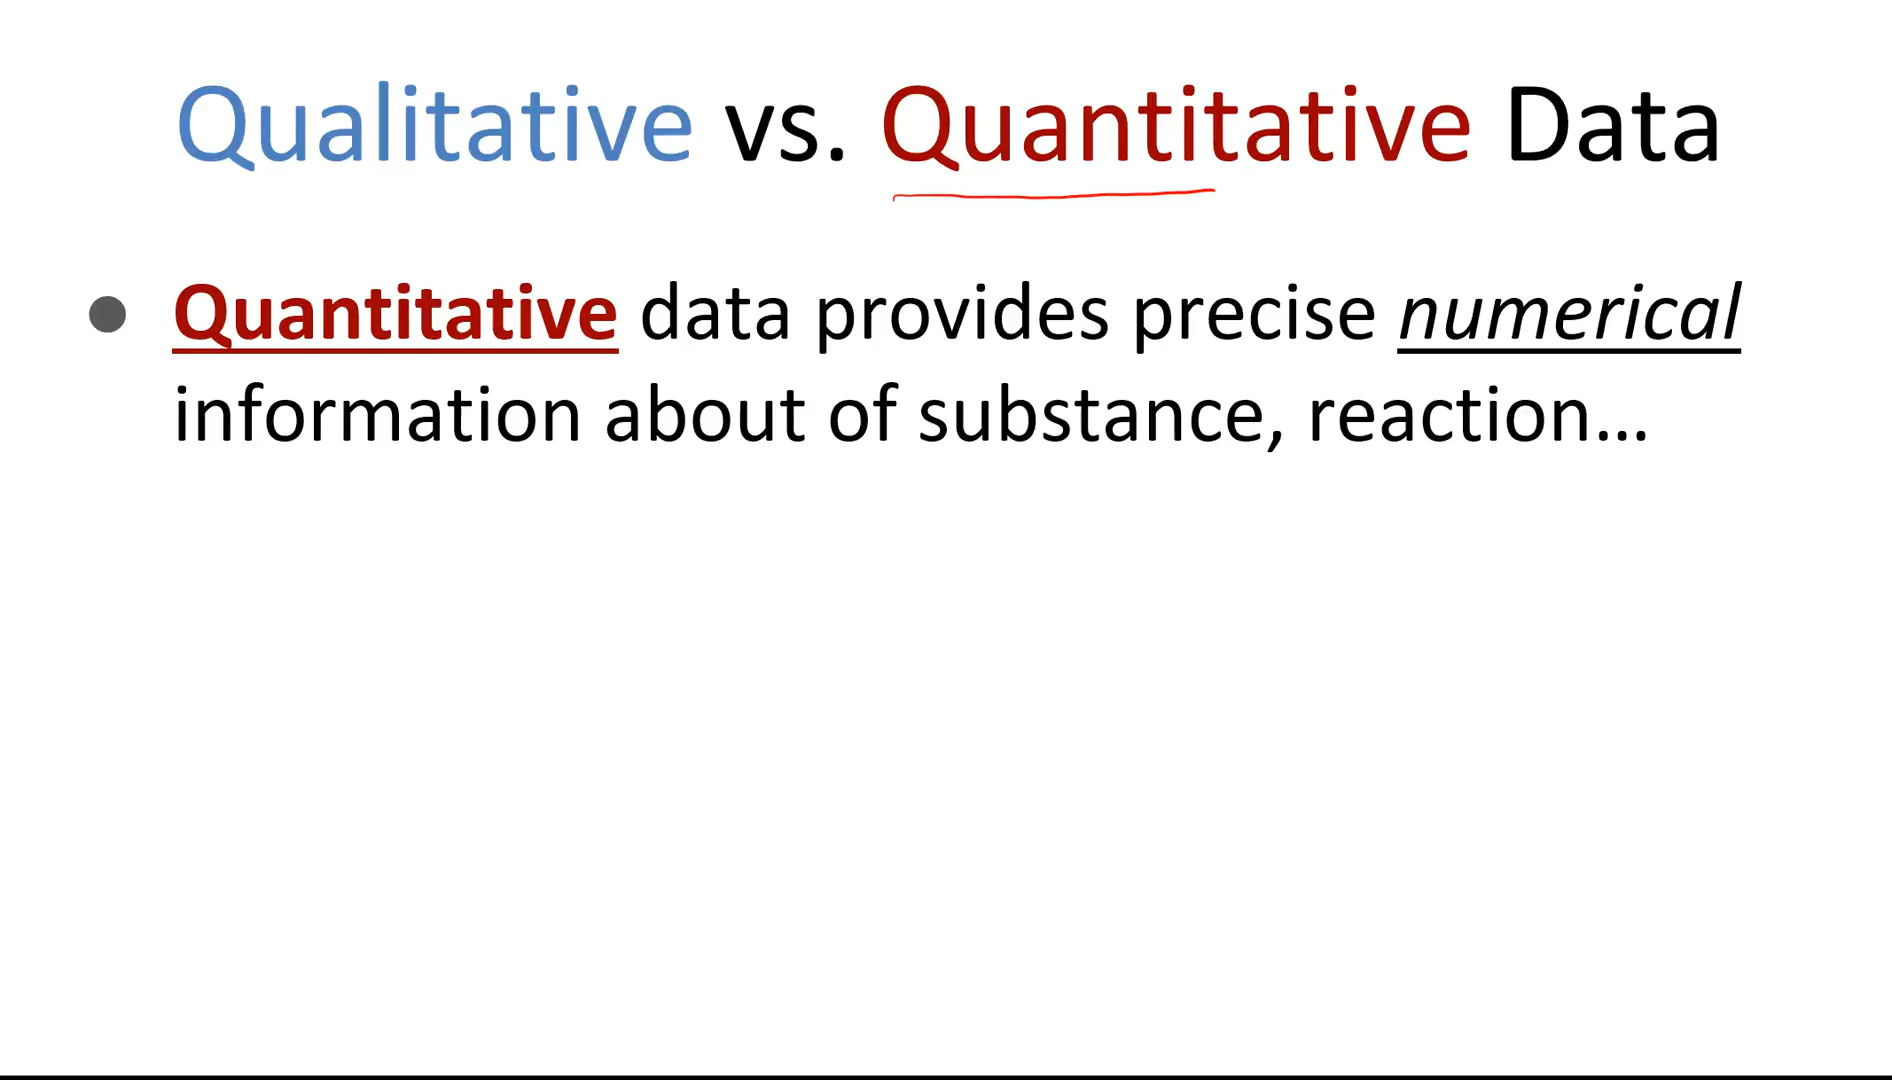 Qualitative vs. Quantitative Data
● Quantitative data provides precise numerical
information about of substance, reaction...